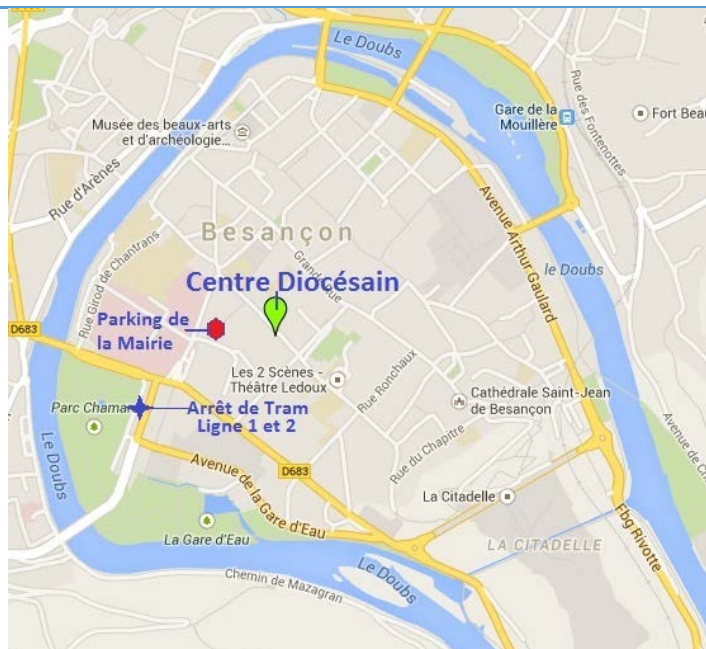 Le Doubs
Gare de la
Mouillère
Rue des Fontenottes
Fort Beau
Musée des beaux-arts
et d'archéologie...
Rue d'Arènes
Avenue Arthur Gaulard
Besançon
Rue Girod de Chantrans
Grande Rue
le Doubs
Centre Diocésain
Parking de
la Mairie
D683
Les 2 Scènes -
Théâtre Ledoux
Rue Ronchaux
Cathédrale Saint-Jean
de Besançon
Parc Chamar
Arrêt de Tram
Ligne 1 et 2
Rue du Chapitre
Avenue de
Le Doubs
Avenue de la Gare d'Eau
D683
La Citadelle
La Gare d'Eau
LA CITADELLE
Fbg Rivotte
Le Doubs
Chemin de Mazagran